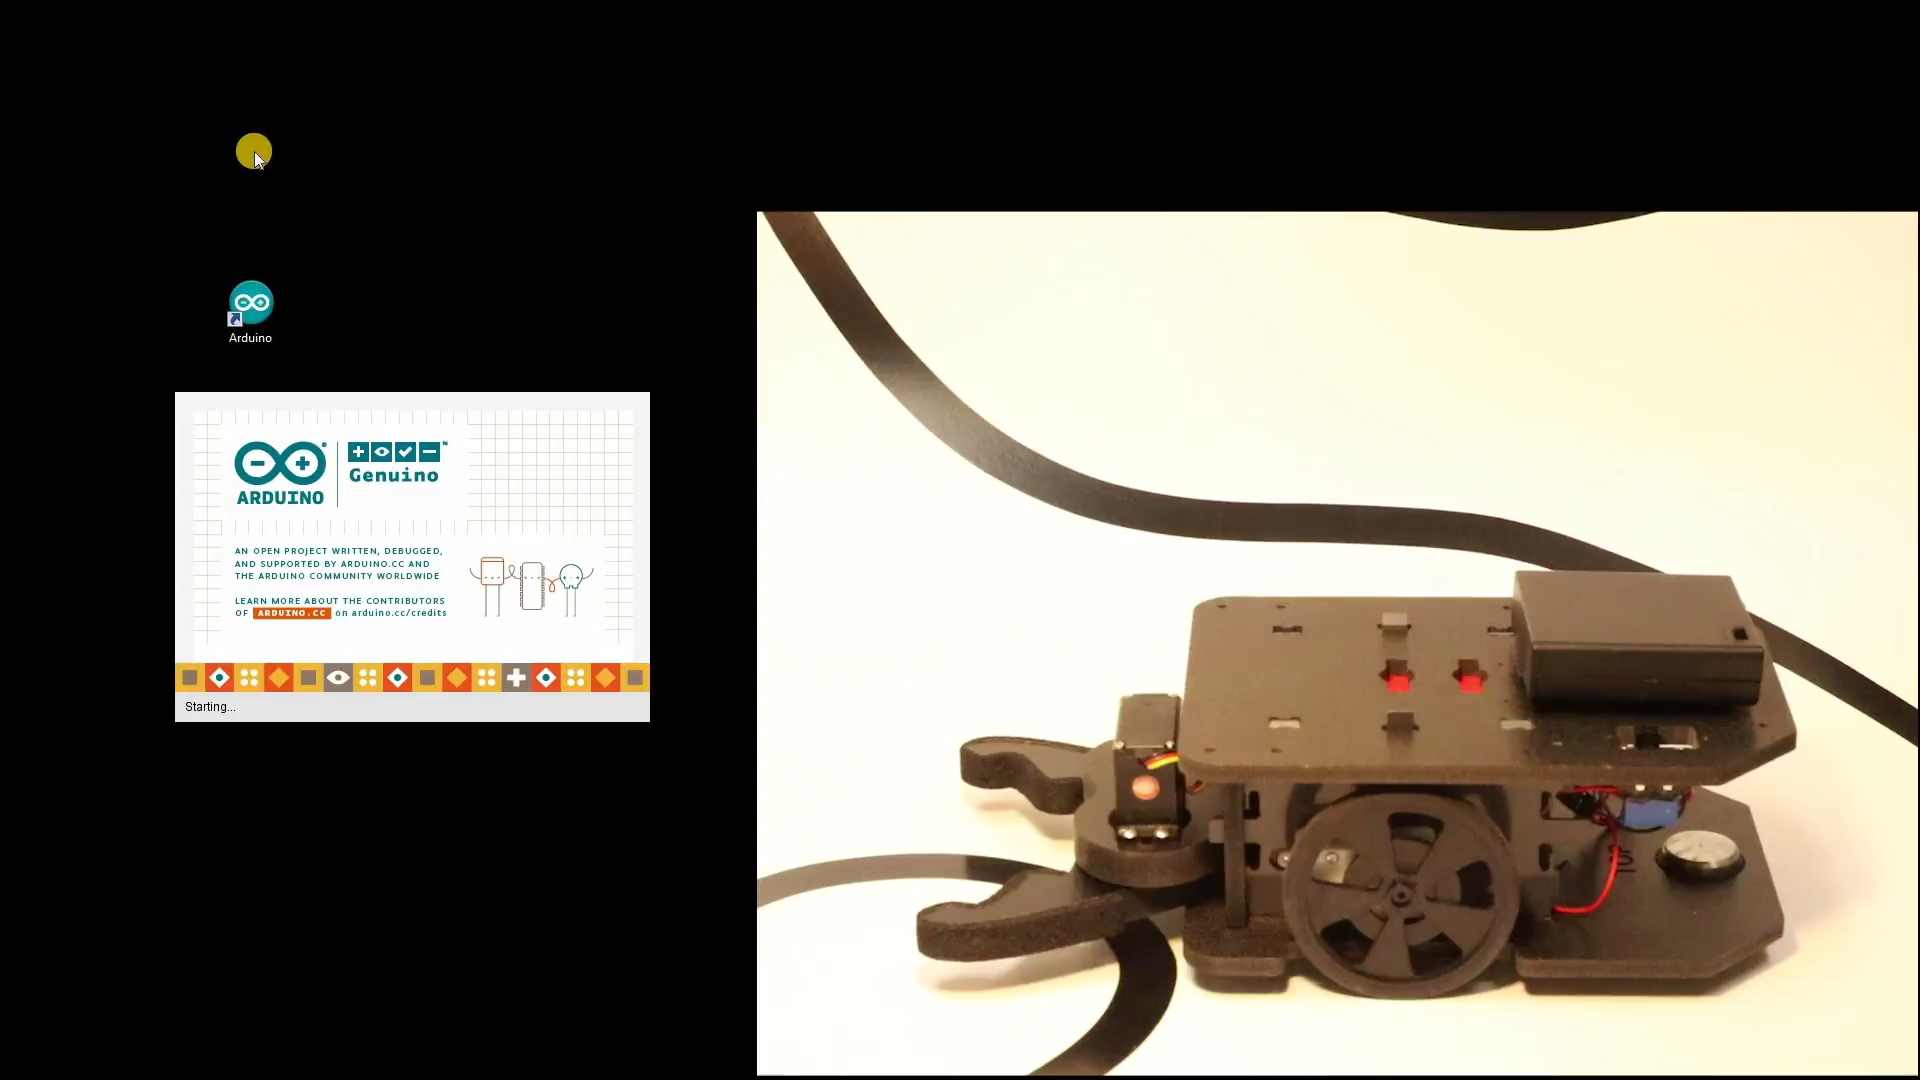 Arduino
ARDUINO
Genuino™
AN OPEN PROJECT WRITTEN, DEBUGGED,
AND SUPPORTED BY ARDUINO.CC AND
THE ARDUINO COMMUNITY WORLDWIDE
LEARN MORE ABOUT THE CONTRIBUTORS
OF ARDUINO.CC on arduino.cc/credits
Starting...